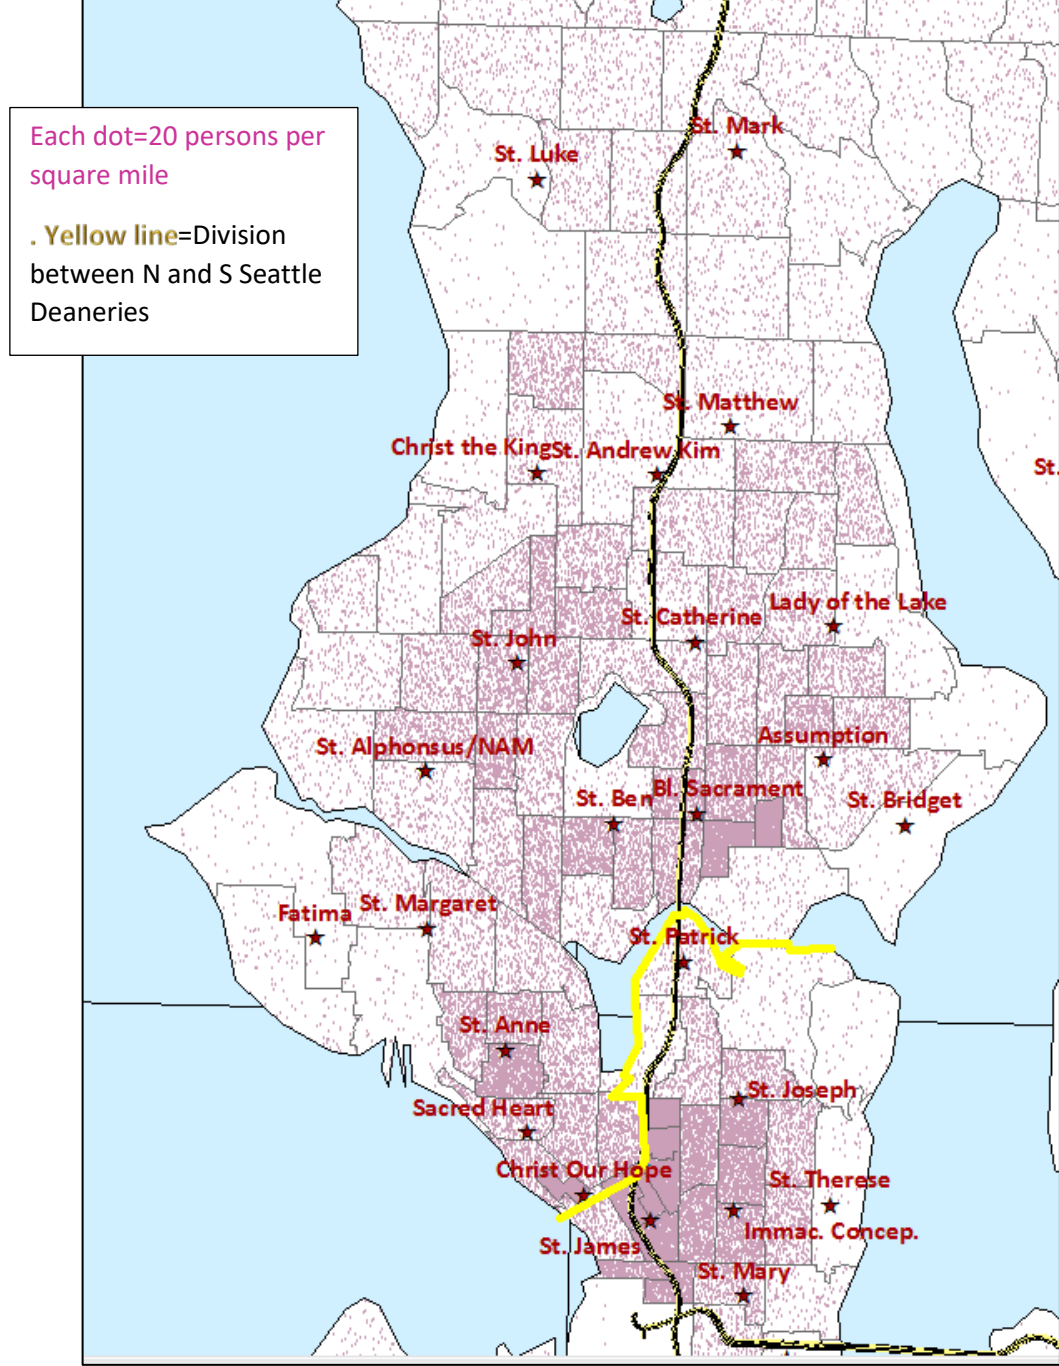 Each dot=20 persons per
square mile
. Yellow line=Division
between N and S Seattle
Deaneries
St. Mark
St. Luke
St. Matthew
Christ the King
St. Andrew Kim
St.
Lady of the Lake
St. Catherine
St. John
Assumption
St. Alphonsus/NAM
Bl. Sacrament
St. Ben
St. Bridget
St. Margaret
Fatima
St. Patrick
St. Anne
St. Joseph
Sacred Heart
Christ Our Hope
St. Therese
Immac. Concep.
St. James
St. Mary